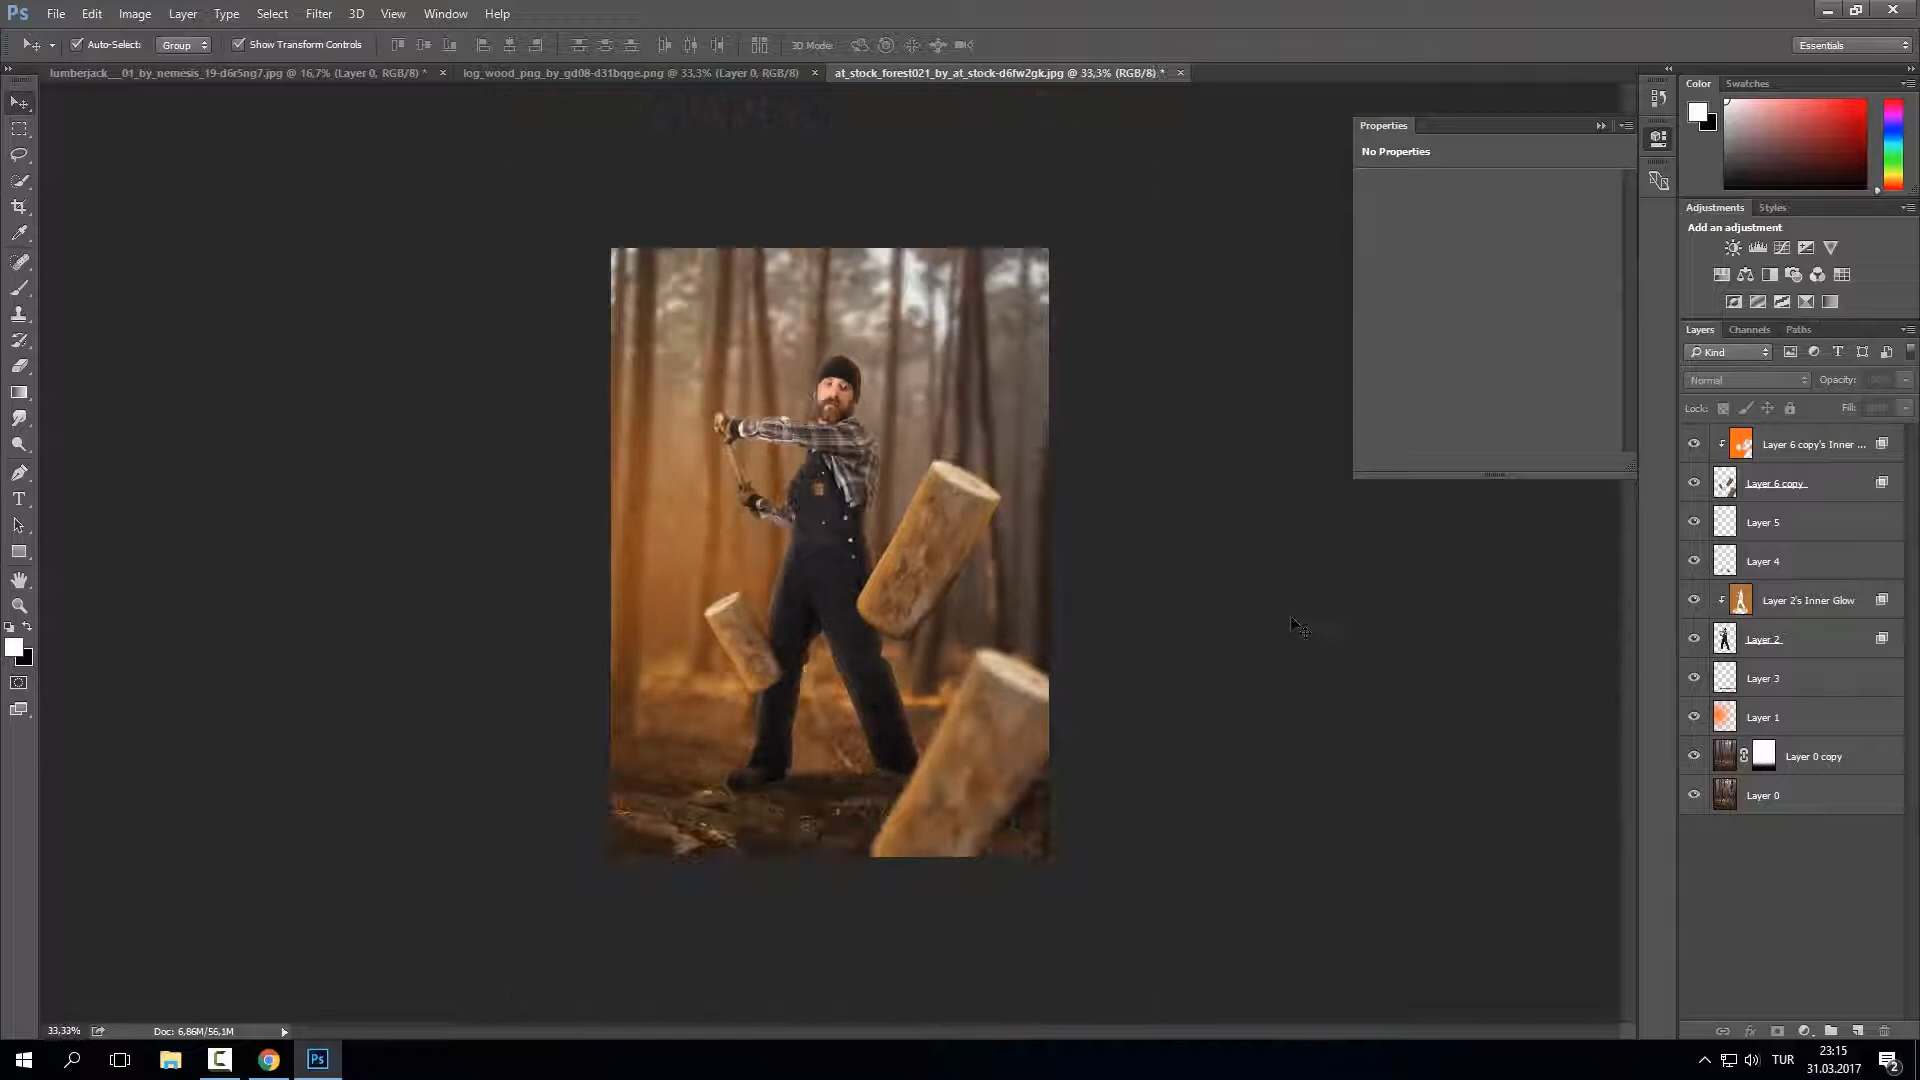 Ps File Edit Image Layer Type Select Filter 3D View Window Help
Auto-Select: Group Show Transform Controls 3D Mode: Essentials
lumberjack___01_by_nemesis_19-d6r5ng7.jpg @ 16,7% (Layer 0, RGB/8) * × log_wood_png_by_gd08-d31bqge.png @ 33,3% (Layer 0, RGB/8) × at_stock_forest021_by_at_stock-d6fw2gk.jpg @ 33,3% (RGB/8) * ×
Color Swatches
Properties
No Properties
Adjustments Styles
Add an adjustment
Layers Channels Paths
Kind
Normal Opacity:
Lock: Fill:
Layer 6 copy's Inner ...
Layer 6 copy
Layer 5
Layer 4
Layer 2's Inner Glow
Layer 2
Layer 3
Layer 1
Layer 0 copy
Layer 0
33,33% Doc: 6,86M/56,1M
fx
Ps TUR 23:15
31.03.2017 2